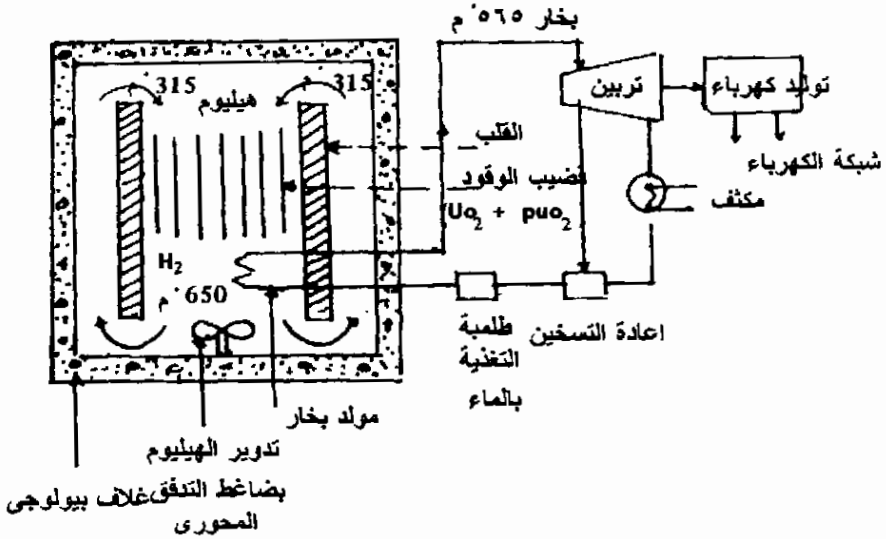 بخار ٥٦٥ °م
315
315
هيليوم
تربين
توليد كهرباء
القلب
شبكة الكهرباء
قضيب الوقود
مكثف
Uo2 + puo2
H2
650 °م
اعادة التسخين
طلمبة
التغذية
بالماء
مولد بخار
تدوير الهيليوم
بضاغط التدفق
المحورى
غلاف بيولوجى